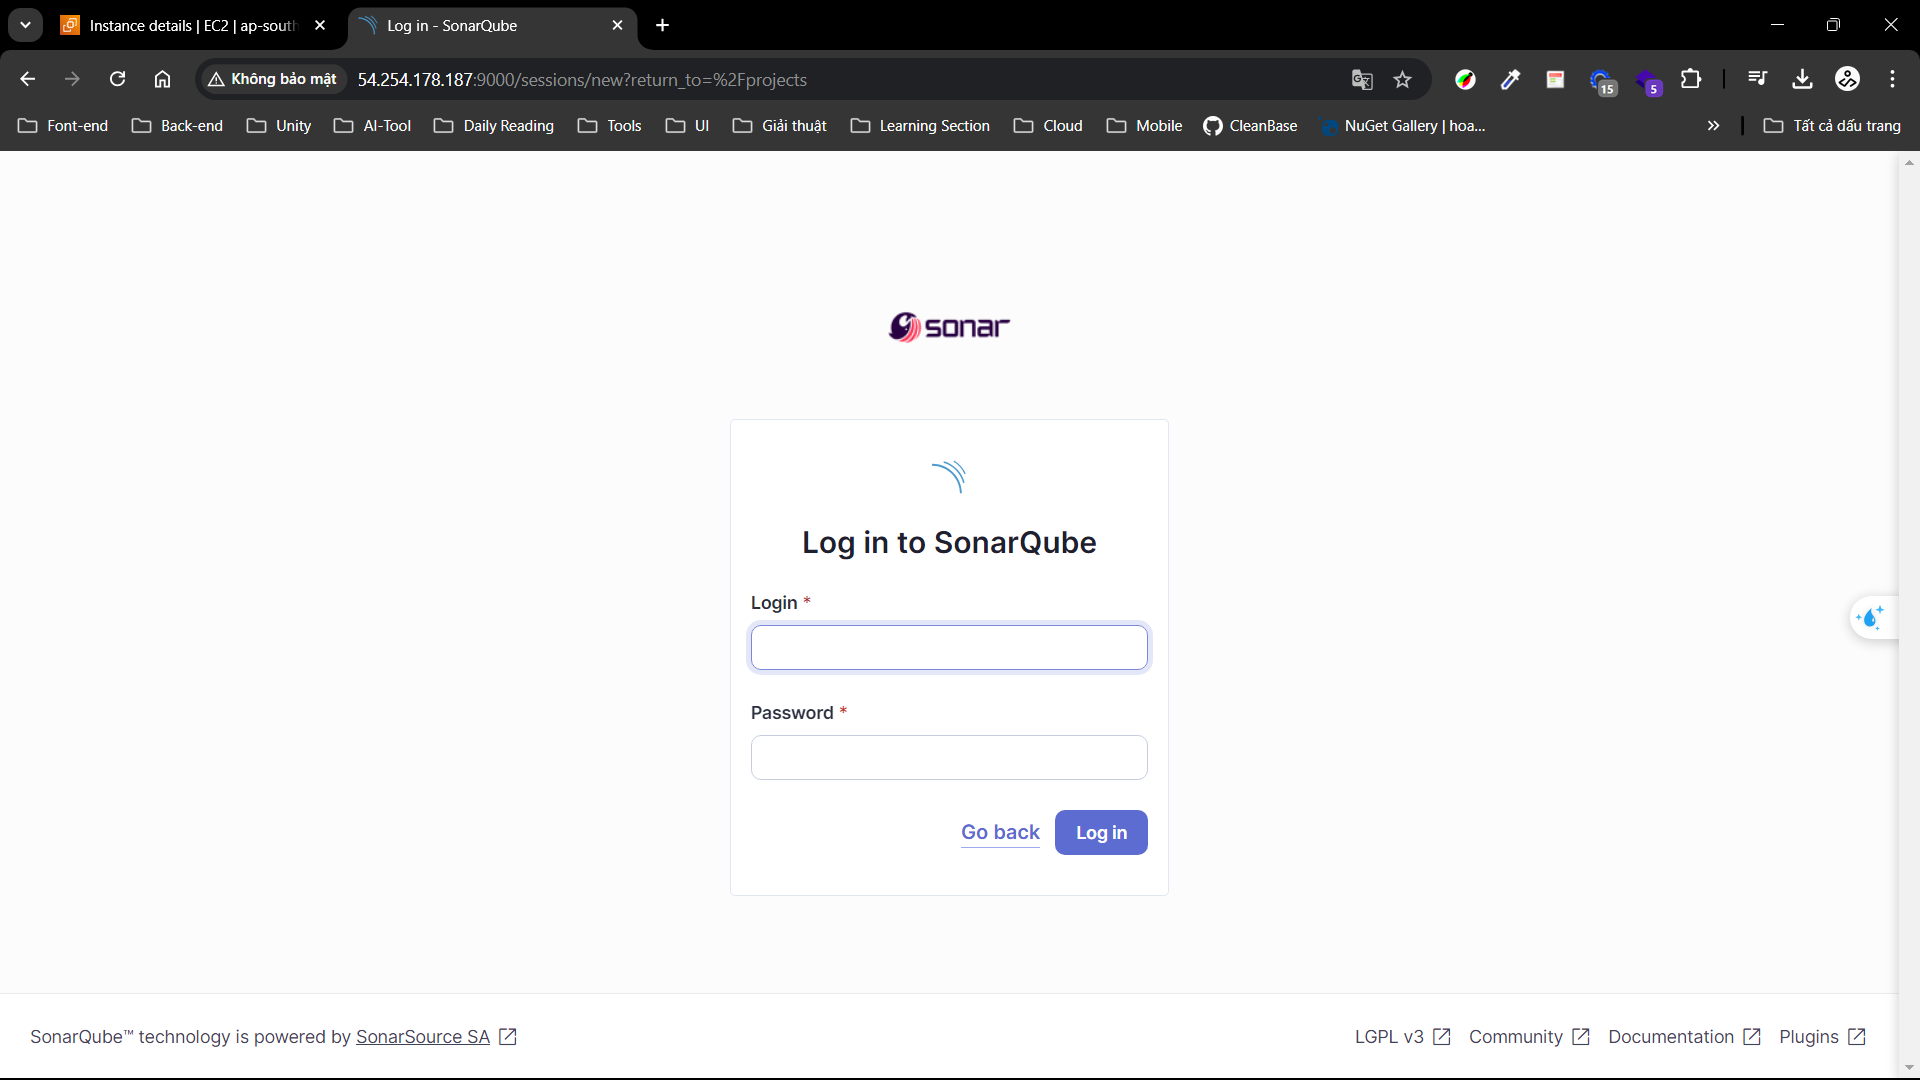 Instance details | EC2 | ap-south
Log in - SonarQube
Không bảo mật
54.254.178.187:9000/sessions/new?return_to=%2Fprojects
15
5
Font-end
Back-end
Unity
AI-Tool
Daily Reading
Tools
UI
Giải thuật
Learning Section
Cloud
Mobile
CleanBase
NuGet Gallery | hoa...
Tất cả dấu trang
sonar
Log in to SonarQube
Login *
Password *
Go back
Log in
SonarQube™ technology is powered by SonarSource SA
LGPL v3
Community
Documentation
Plugins